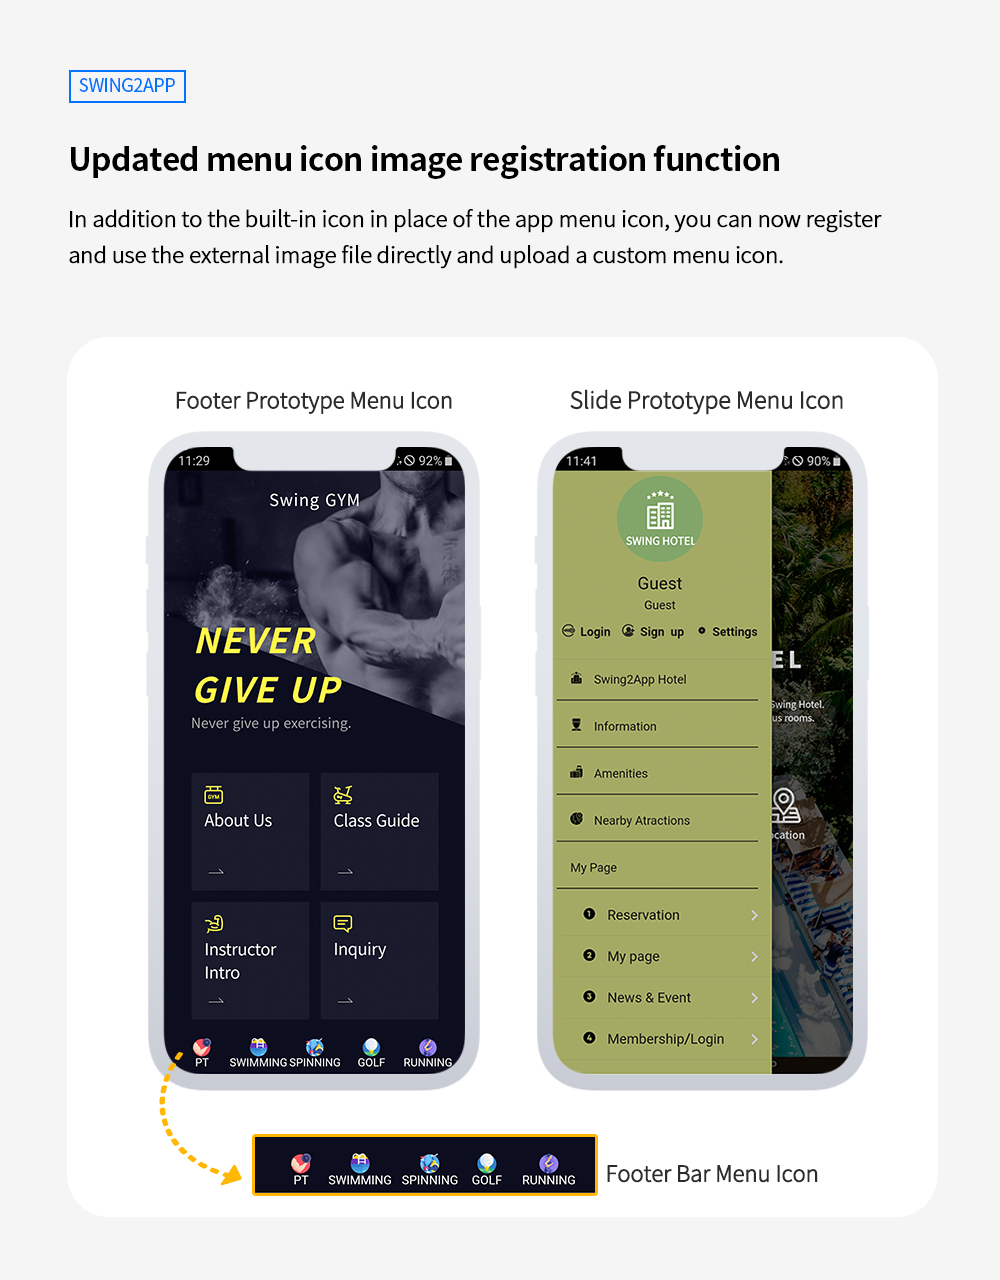 SWING2APP
Updated menu icon image registration function
In addition to the built-in icon in place of the app menu icon, you can now register
and use the external image file directly and upload a custom menu icon.
Footer Prototype Menu Icon
11:29
92%
Swing GYM
NEVER
GIVE UP
Never give up exercising.
GYM
About Us
Class Guide
Instructor
Intro
Inquiry
PT
SWIMMING
SPINNING
GOLF
RUNNING
Slide Prototype Menu Icon
11:41
90%
SWING HOTEL
Guest
Guest
Login
Sign up
Settings
Swing2App Hotel
Information
Amenities
Nearby Atractions
My Page
1 Reservation
2 My page
3 News & Event
4 Membership/Login
EL
Swing Hotel.
us rooms.
ocation
PT
SWIMMING
SPINNING
GOLF
RUNNING
Footer Bar Menu Icon